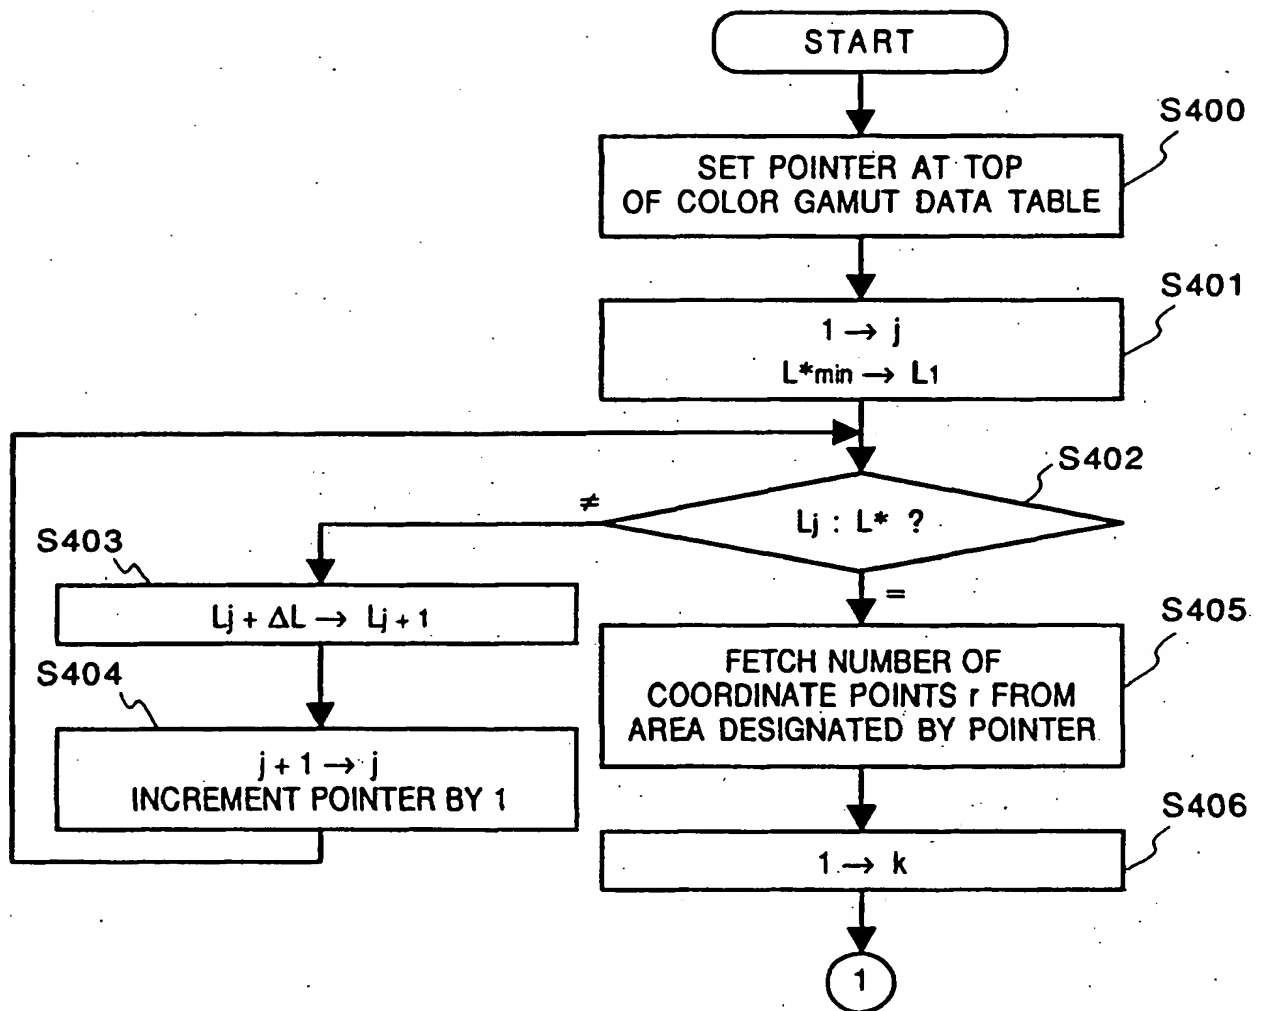 START
S400
SET POINTER AT TOP
OF COLOR GAMUT DATA TABLE
S401
1 → j
L*min → L1
S402
Lj : L* ?
≠
=
S403
Lj + ΔL → Lj + 1
S404
j + 1 → j
INCREMENT POINTER BY 1
S405
FETCH NUMBER OF
COORDINATE POINTS r FROM
AREA DESIGNATED BY POINTER
S406
1 → k
1